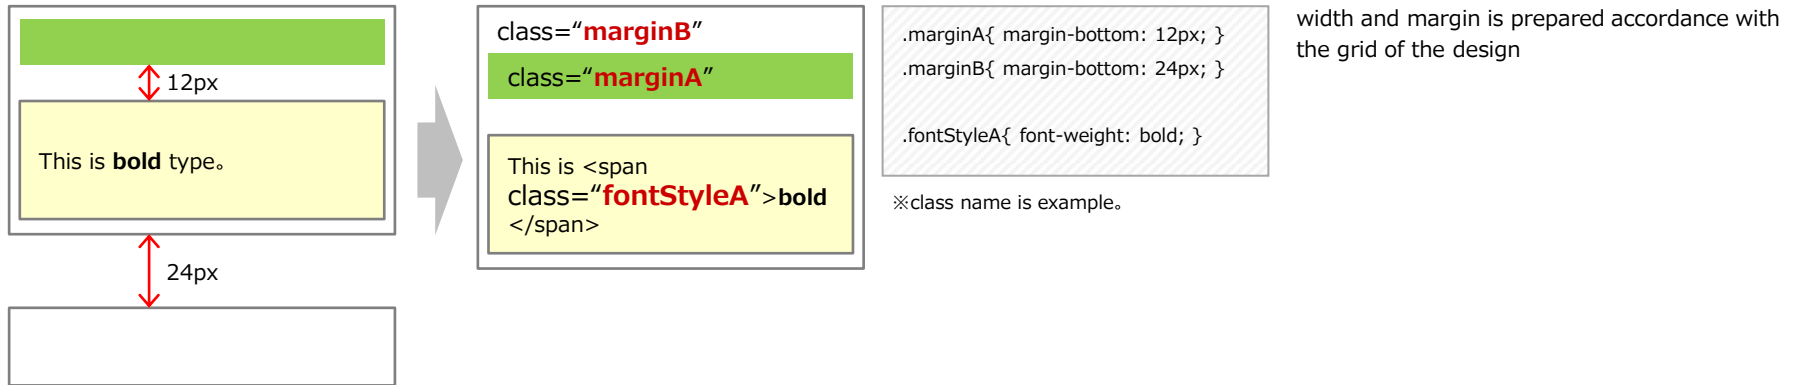 12px
This is bold type。
24px
class=“marginB”
class=“marginA”
This is <span
class=“fontStyleA”>bold
</span>
.marginA{ margin-bottom: 12px; }
.marginB{ margin-bottom: 24px; }
.fontStyleA{ font-weight: bold; }
※class name is example。
width and margin is prepared accordance with
the grid of the design